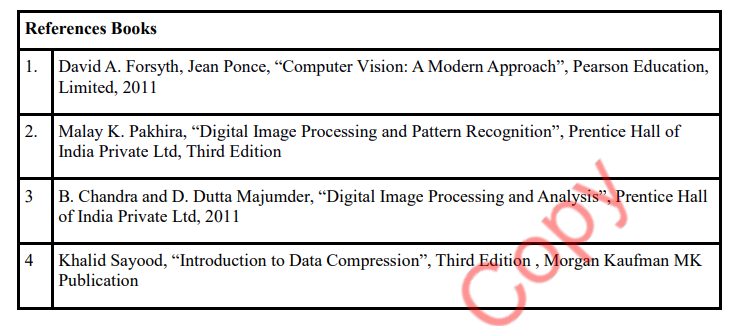 References Books
1. David A. Forsyth, Jean Ponce, “Computer Vision: A Modern Approach”, Pearson Education,
Limited, 2011
2. Malay K. Pakhira, “Digital Image Processing and Pattern Recognition”, Prentice Hall of
India Private Ltd, Third Edition
3 B. Chandra and D. Dutta Majumder, “Digital Image Processing and Analysis”, Prentice Hall
of India Private Ltd, 2011
4 Khalid Sayood, “Introduction to Data Compression”, Third Edition , Morgan Kaufman MK
Publication
Copy